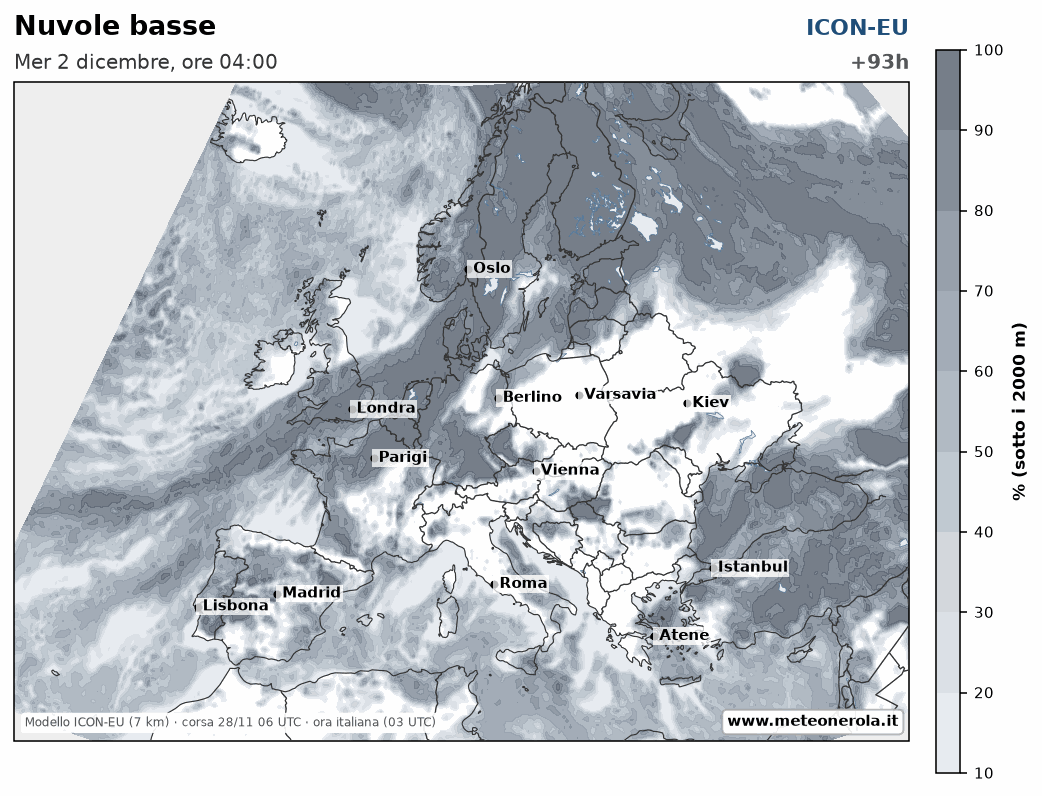 Nuvole basse
ICON-EU
Mer 2 dicembre, ore 04:00
+93h
Oslo
Londra
Berlino
Varsavia
Kiev
Parigi
Vienna
Istanbul
Roma
Madrid
Lisbona
Atene
Modello ICON-EU (7 km) · corsa 28/11 06 UTC · ora italiana (03 UTC)
www.meteonerola.it
100
90
80
70
60
50
40
30
20
10
% (sotto i 2000 m)